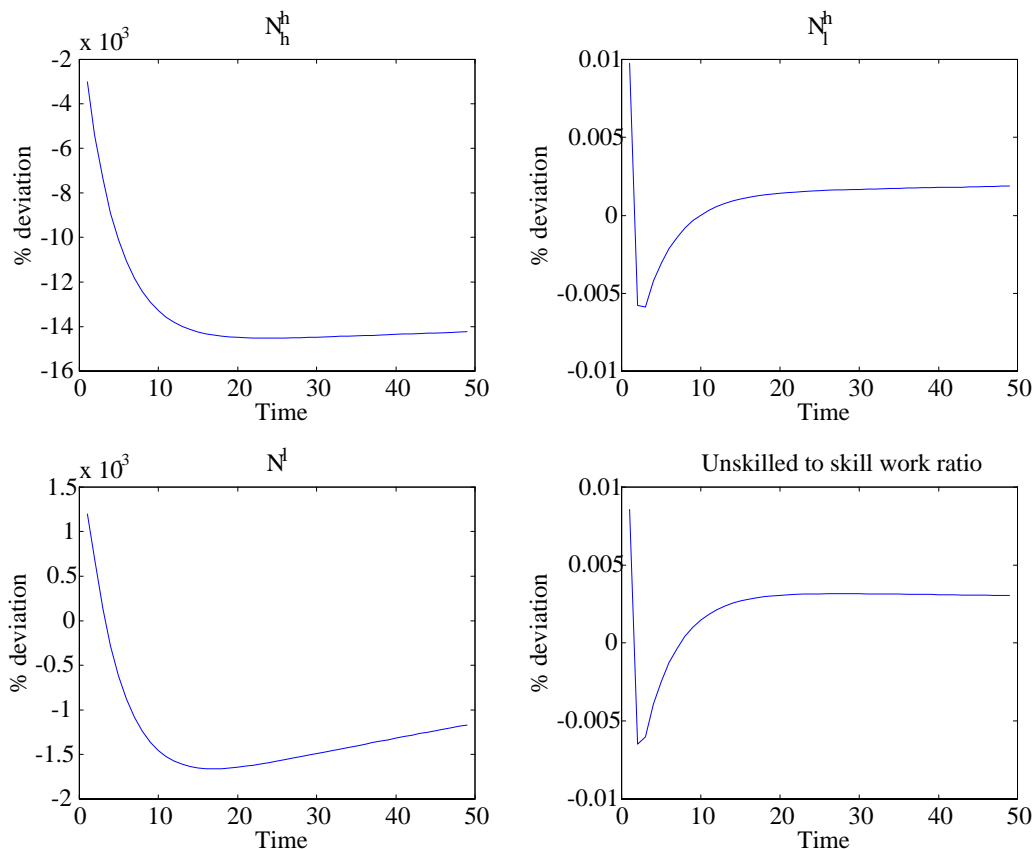 N_h^h
x 10^3
% deviation
-2
-4
-6
-8
-10
-12
-14
-16
0 10 20 30 40 50
Time
N_l^h
% deviation
0.01
0.005
0
-0.005
-0.01
0 10 20 30 40 50
Time
N^l
x 10^3
% deviation
1.5
1
0.5
0
-0.5
-1
-1.5
-2
0 10 20 30 40 50
Time
Unskilled to skill work ratio
% deviation
0.01
0.005
0
-0.005
-0.01
0 10 20 30 40 50
Time